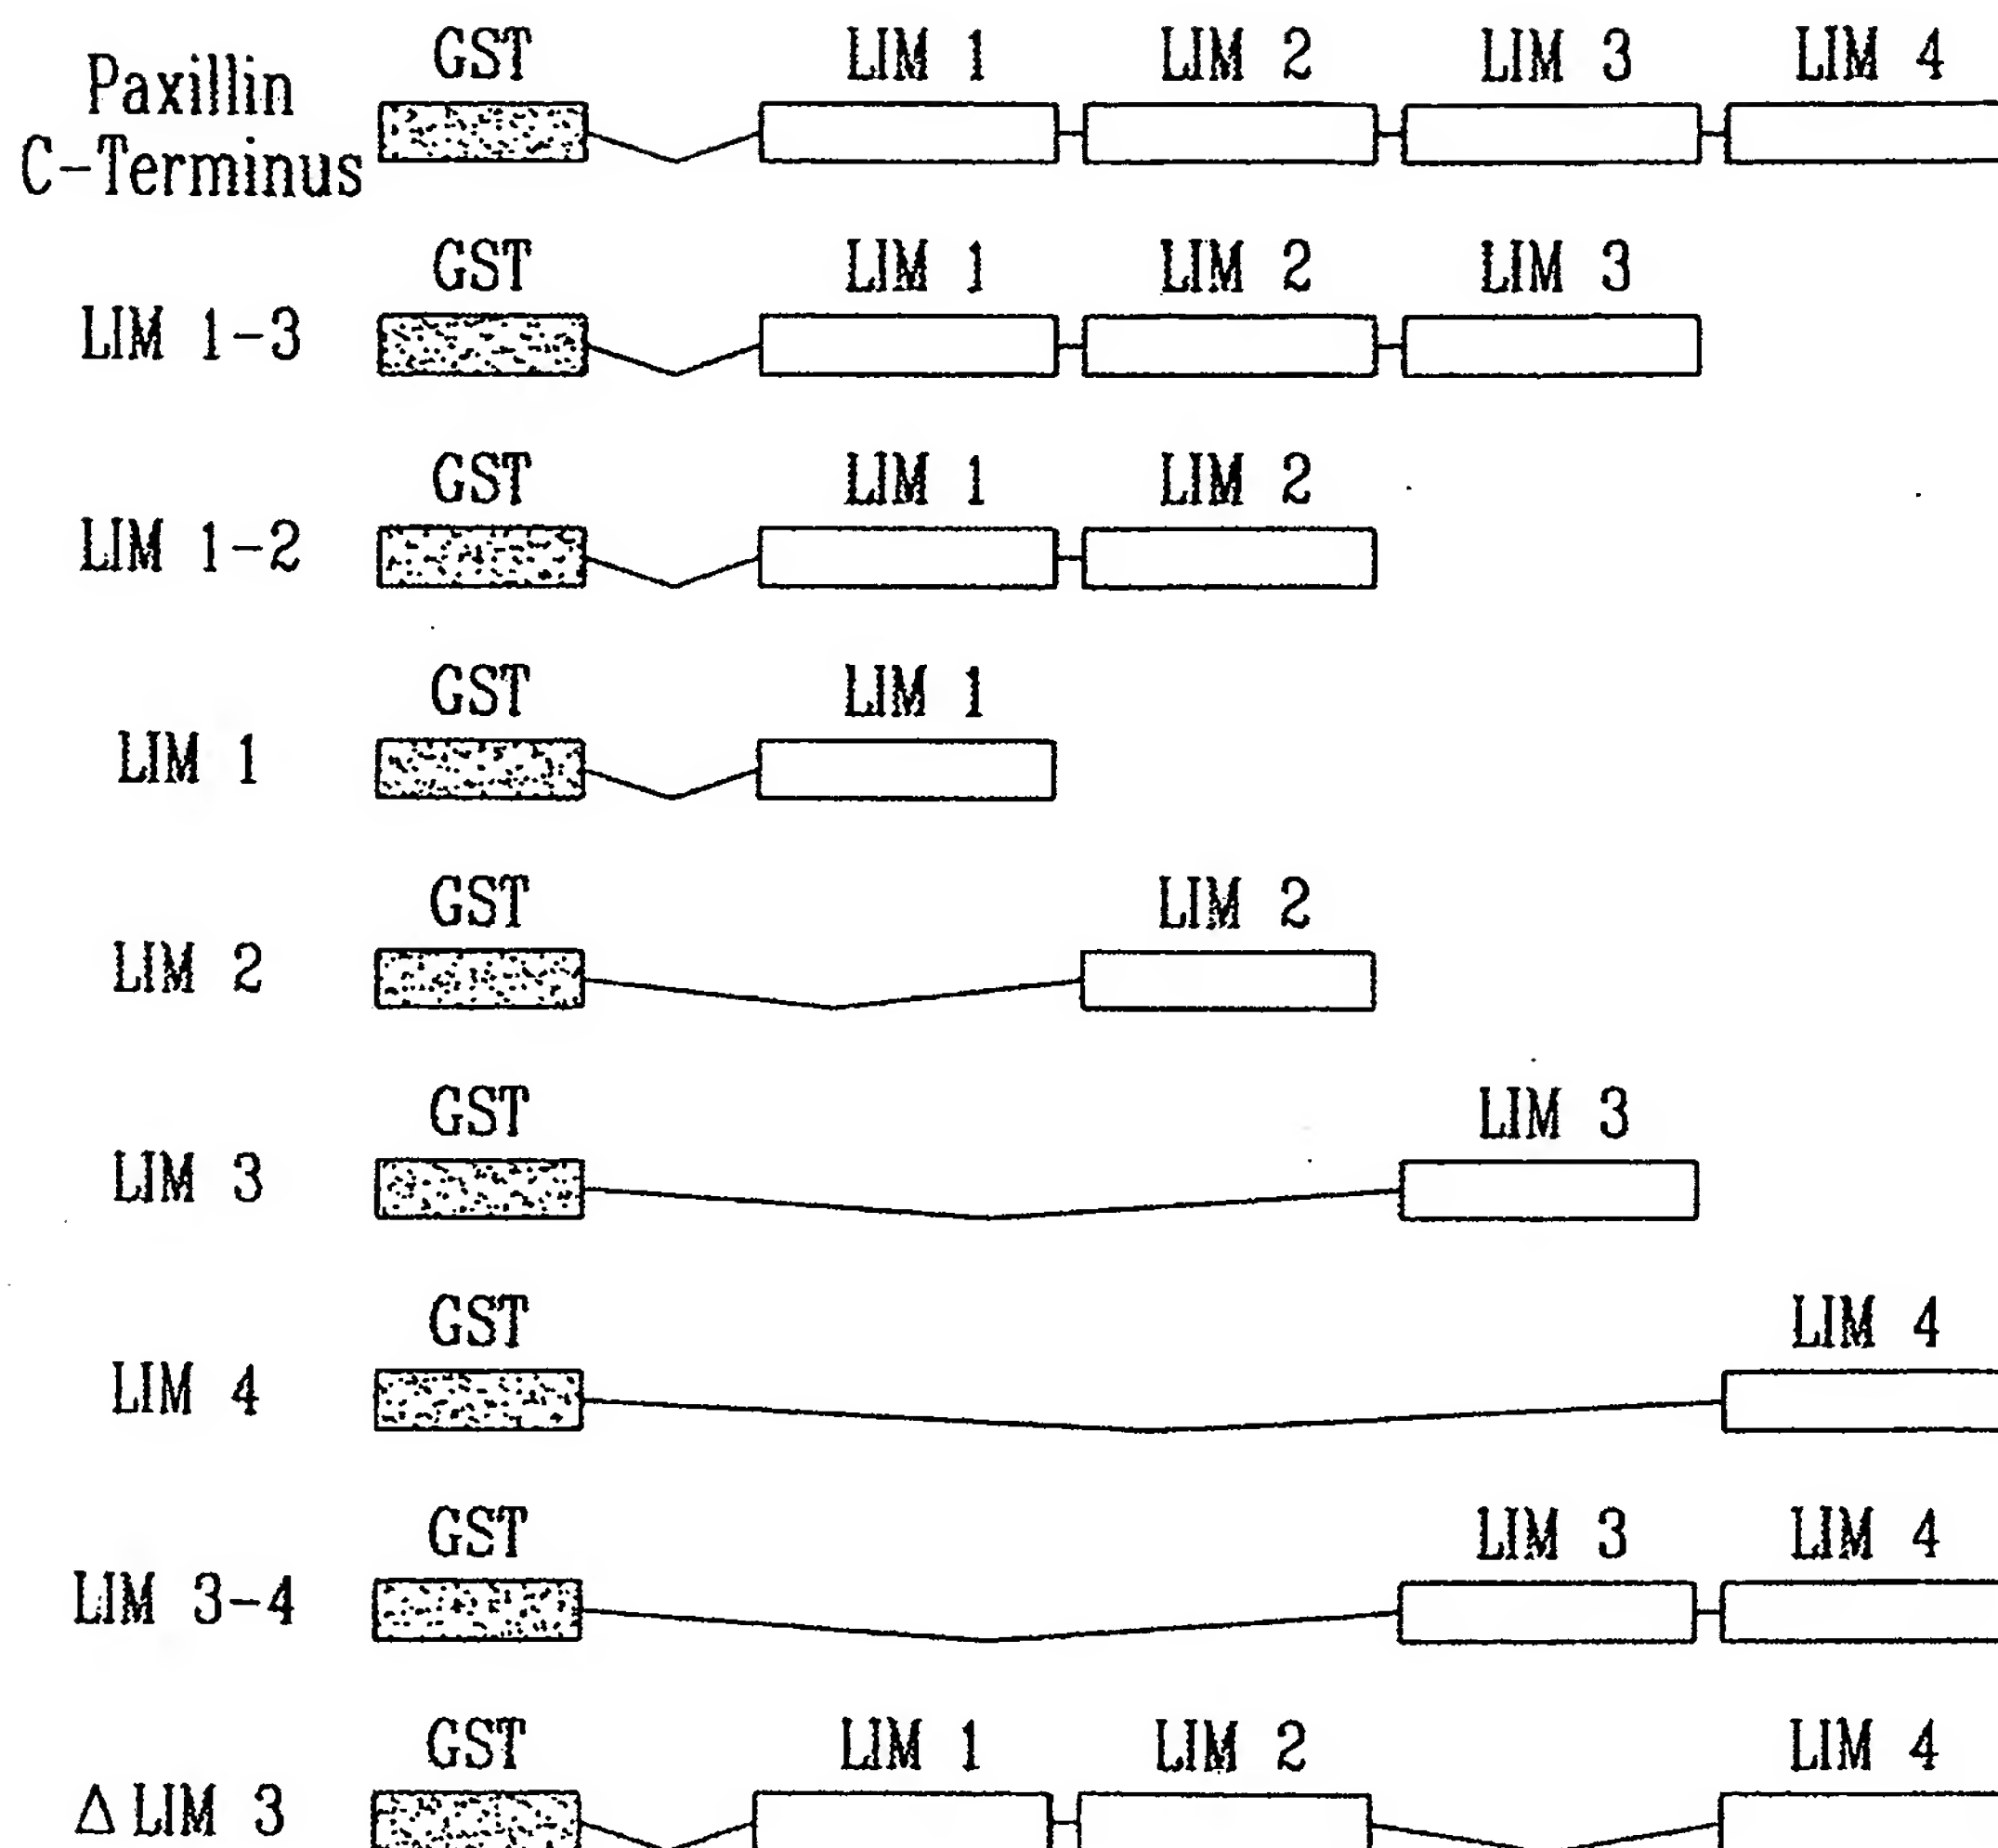 GST LIM 1 LIM 2 LIM 3 LIM 4
Paxillin
C-Terminus
GST LIM 1 LIM 2 LIM 3
LIM 1-3
GST LIM 1 LIM 2
LIM 1-2
GST LIM 1
LIM 1
GST LIM 2
LIM 2
GST LIM 3
LIM 3
GST LIM 4
LIM 4
GST LIM 3 LIM 4
LIM 3-4
GST LIM 1 LIM 2 LIM 4
Δ LIM 3